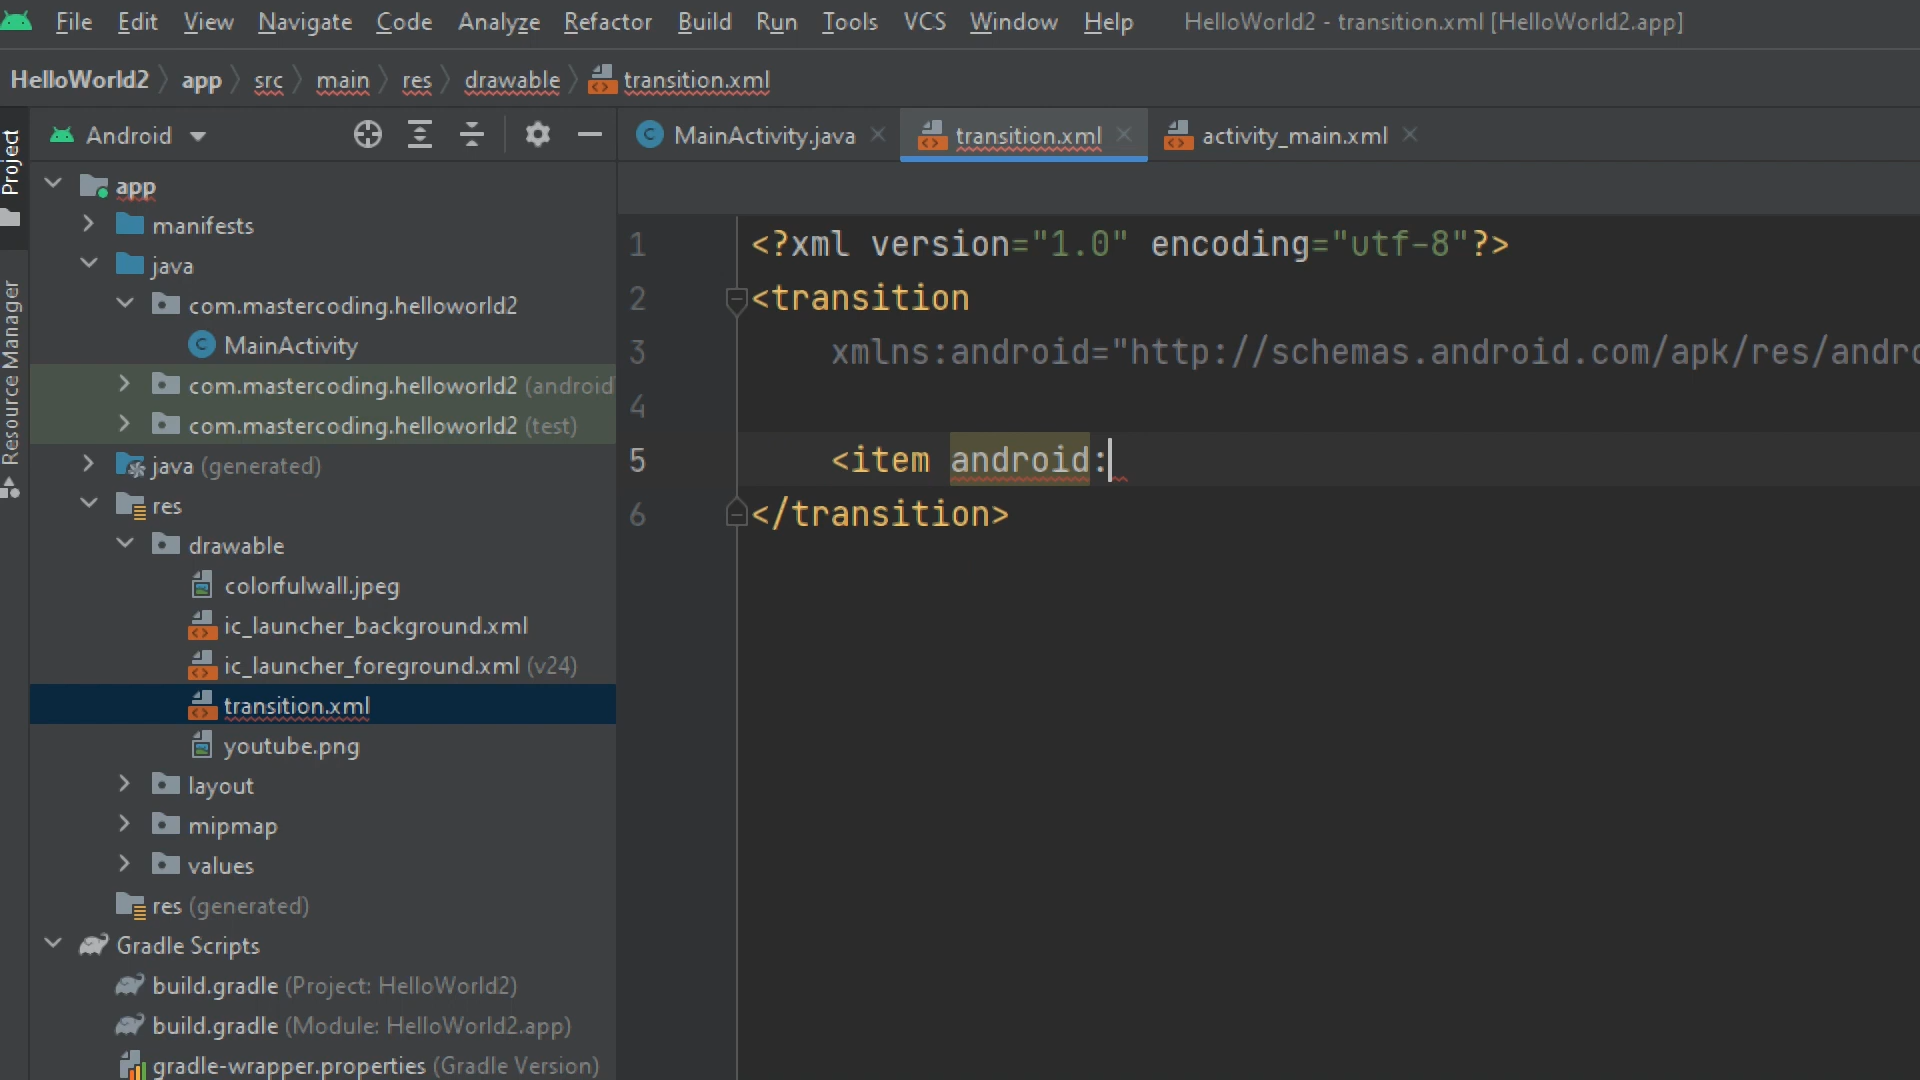 File Edit View Navigate Code Analyze Refactor Build Run Tools VCS Window Help HelloWorld2 - transition.xml [HelloWorld2.app]
HelloWorld2 app src main res drawable transition.xml
Project
Resource Manager
Android
app
manifests
java
com.mastercoding.helloworld2
MainActivity
com.mastercoding.helloworld2 (android
com.mastercoding.helloworld2 (test)
java (generated)
res
drawable
colorfulwall.jpeg
ic_launcher_background.xml
ic_launcher_foreground.xml (v24)
transition.xml
youtube.png
layout
mipmap
values
res (generated)
Gradle Scripts
build.gradle (Project: HelloWorld2)
build.gradle (Module: HelloWorld2.app)
gradle-wrapper.properties (Gradle Version)
MainActivity.java transition.xml activity_main.xml
1 <?xml version="1.0" encoding="utf-8"?>
2 <transition
3 xmlns:android="http://schemas.android.com/apk/res/andro
4
5 <item android:
6 </transition>